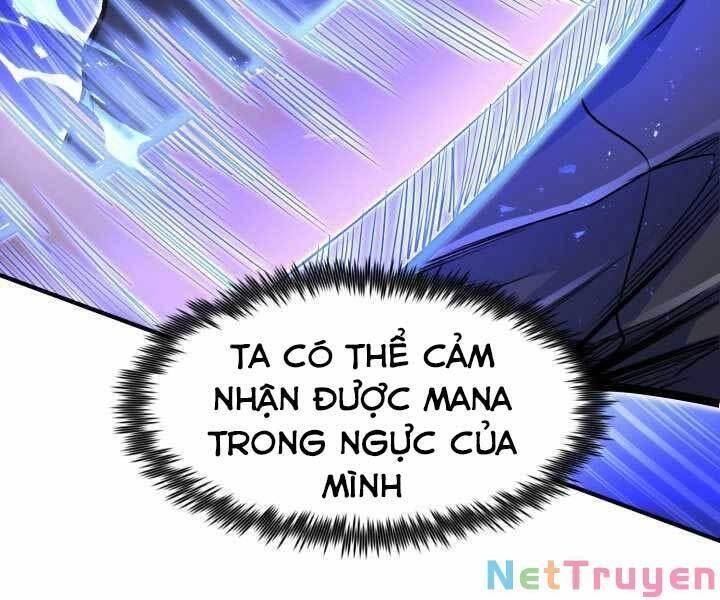 TA CÓ THỂ CẢM
NHẬN ĐƯỢC MANA
TRONG NGỰC CỦA
MÌNH
NetTruyen